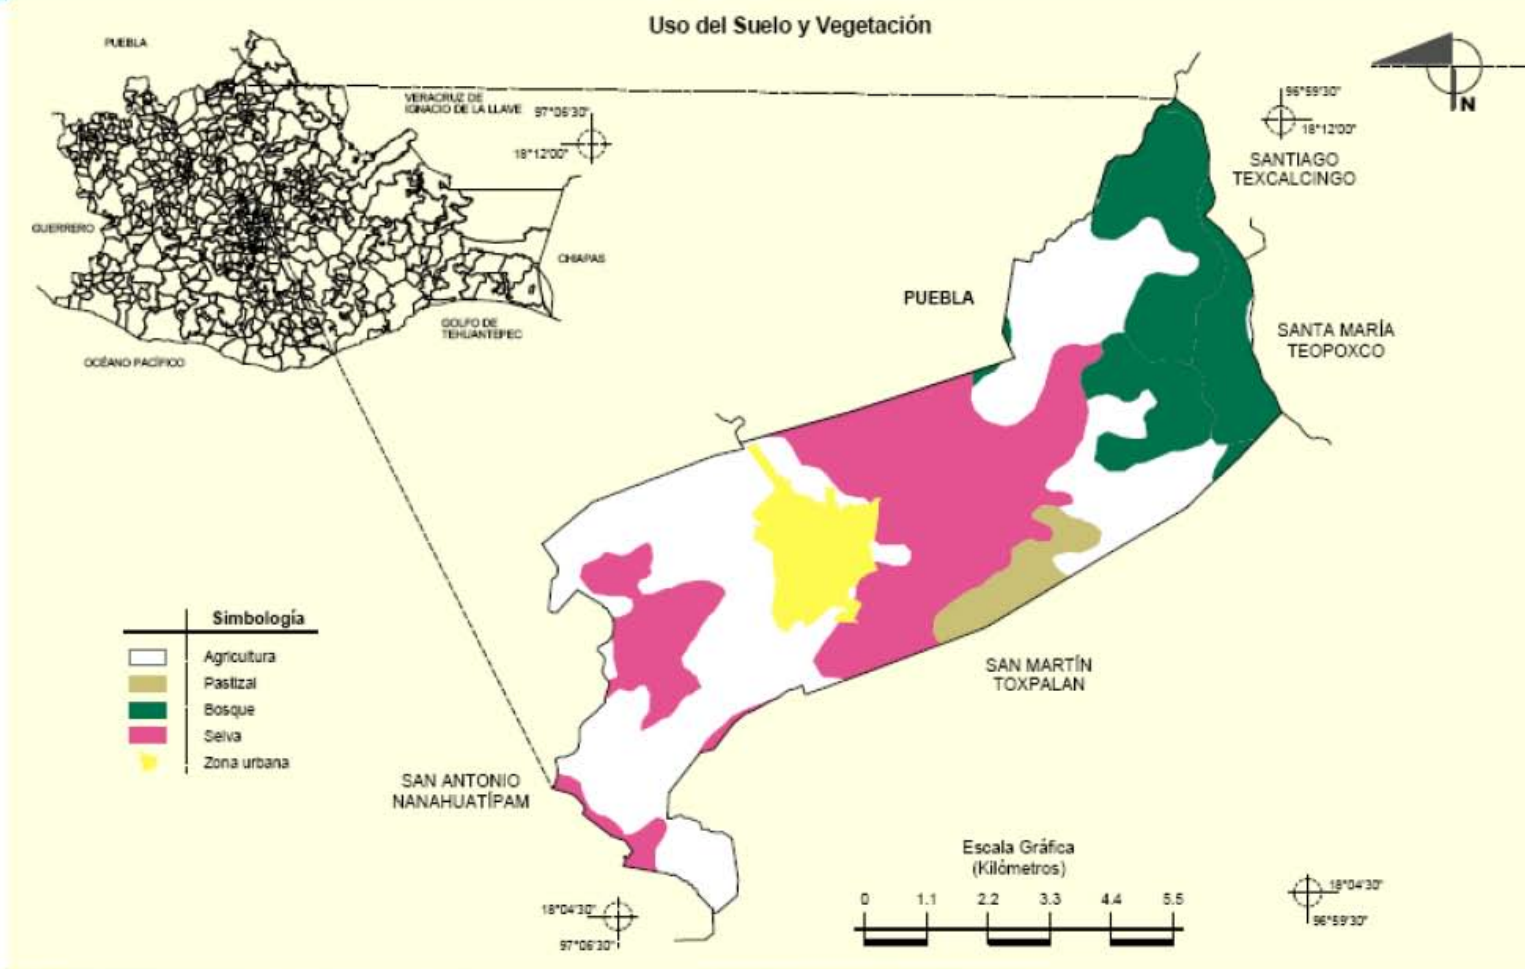 Uso del Suelo y Vegetación
PUEBLA
VERACRUZ DE
IGNACIO DE LA LLAVE
97°06'30"
18°12'00"
96°59'30"
18°12'00"
N
SANTIAGO
TEXCALCINGO
GUERRERO
CHIAPAS
PUEBLA
GOLFO DE
TEHUANTEPEC
SANTA MARÍA
TEOPOXCO
OCÉANO PACÍFICO
Simbología
Agricultura
Pastizal
Bosque
Selva
Zona urbana
SAN MARTÍN
TOXPALAN
SAN ANTONIO
NANAHUATÍPAM
Escala Gráfica
(Kilómetros)
0 1.1 2.2 3.3 4.4 5.5
18°04'30"
97°06'30"
18°04'30"
96°59'30"